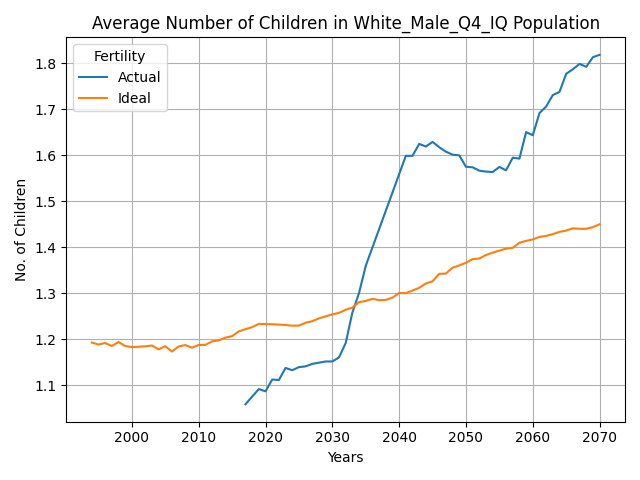 Average Number of Children in White_Male_Q4_IQ Population
Fertility
Actual
Ideal
No. of Children
1.8
1.7
1.6
1.5
1.4
1.3
1.2
1.1
2000 2010 2020 2030 2040 2050 2060 2070
Years